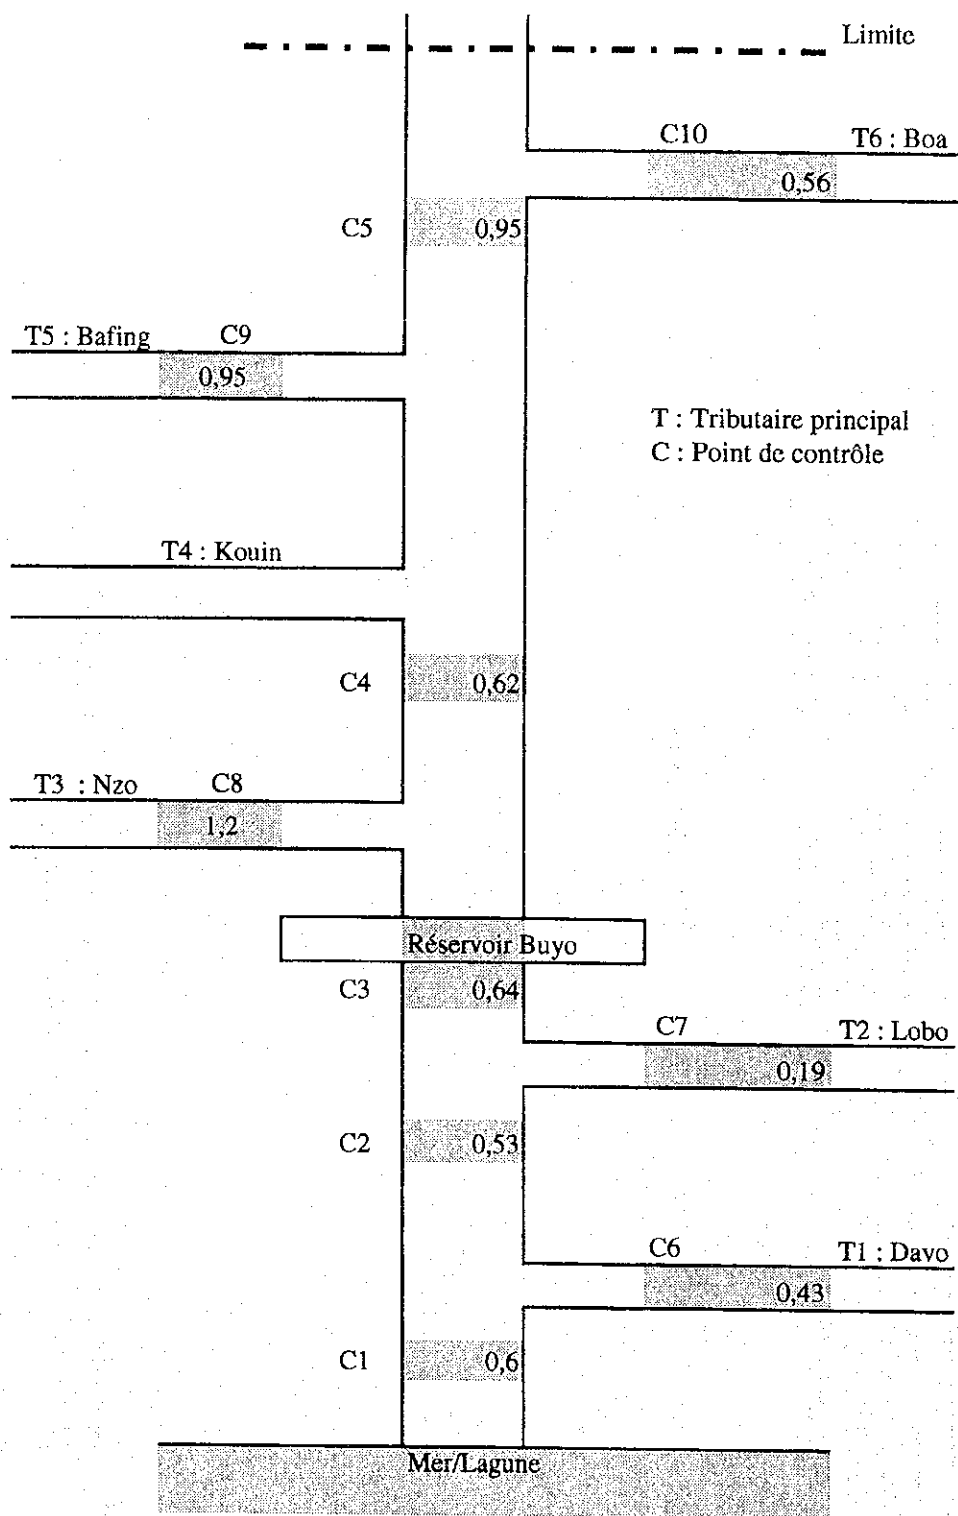 Limite
C10
T6 : Boa
0,56
C5
0,95
T5 : Bafing
C9
0,95
T : Tributaire principal
C : Point de contrôle
T4 : Kouin
C4
0,62
T3 : Nzo
C8
1,2
Réservoir Buyo
C3
0,64
C7
T2 : Lobo
0,19
C2
0,53
C6
T1 : Davo
0,43
C1
0,6
Mer/Lagune